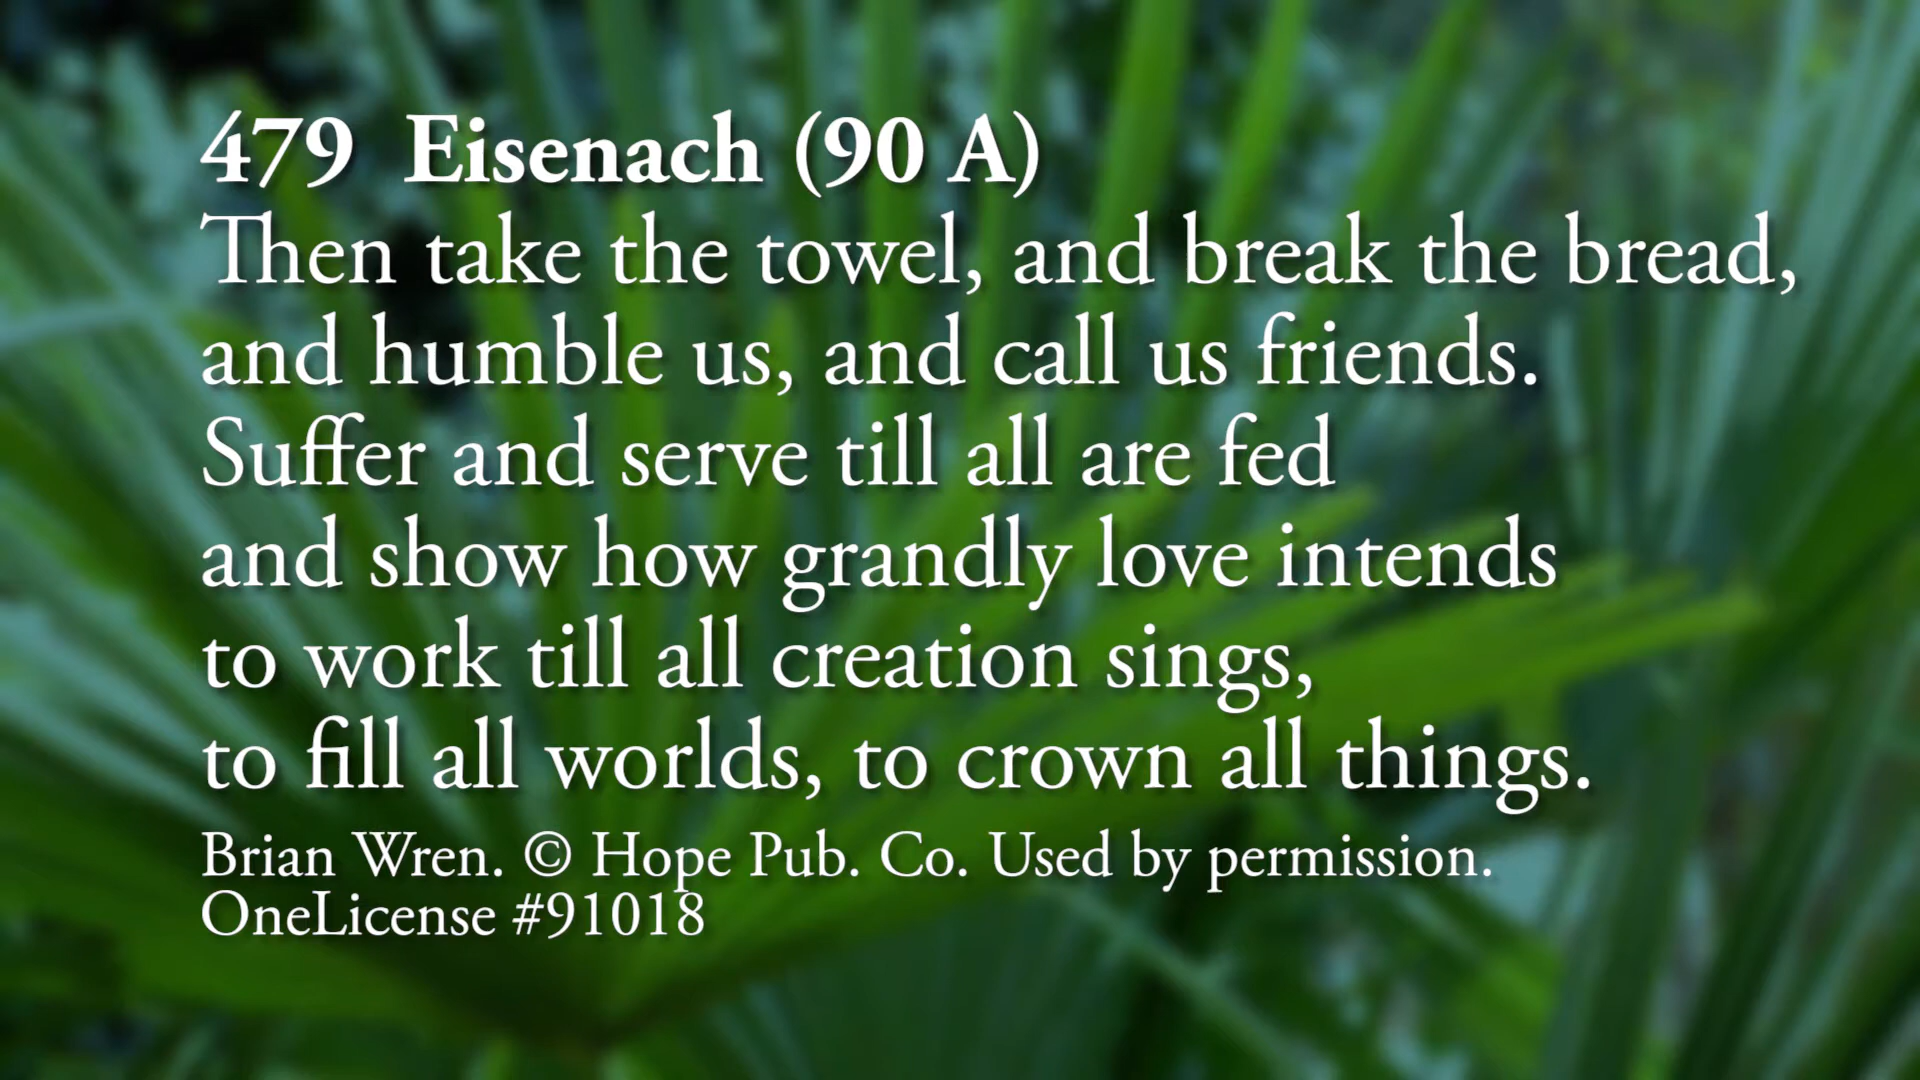 479 Eisenach (90 A)
Then take the towel, and break the bread,
and humble us, and call us friends.
Suffer and serve till all are fed
and show how grandly love intends
to work till all creation sings,
to fill all worlds, to crown all things.
Brian Wren. © Hope Pub. Co. Used by permission.
OneLicense #91018